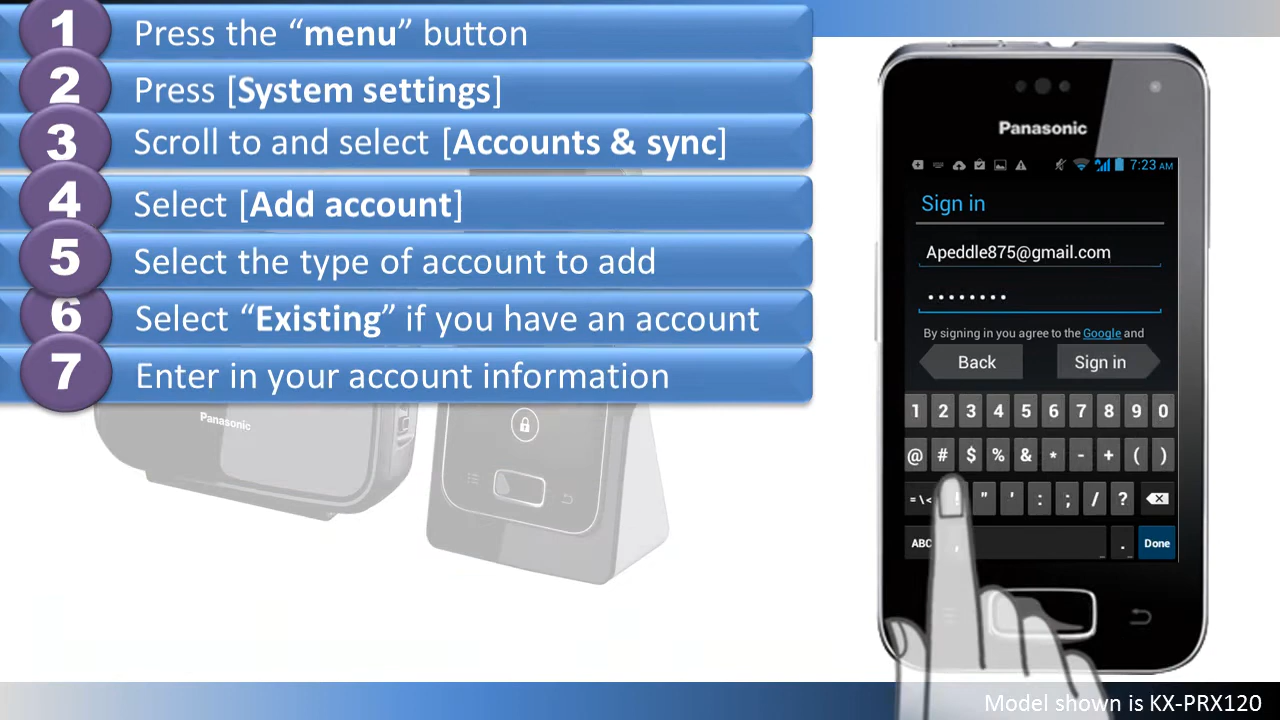 1 Press the “menu” button
2 Press [System settings]
3 Scroll to and select [Accounts & sync]
4 Select [Add account]
5 Select the type of account to add
6 Select “Existing” if you have an account
7 Enter in your account information
Panasonic
Panasonic
7:23 AM
Sign in
Apeddle875@gmail.com
••••••••
By signing in you agree to the Google and
Back Sign in
1 2 3 4 5 6 7 8 9 0
@ # $ % & * - + ( )
=\< ! " ' : ; / ?
ABC , _ . Done
Model shown is KX-PRX120